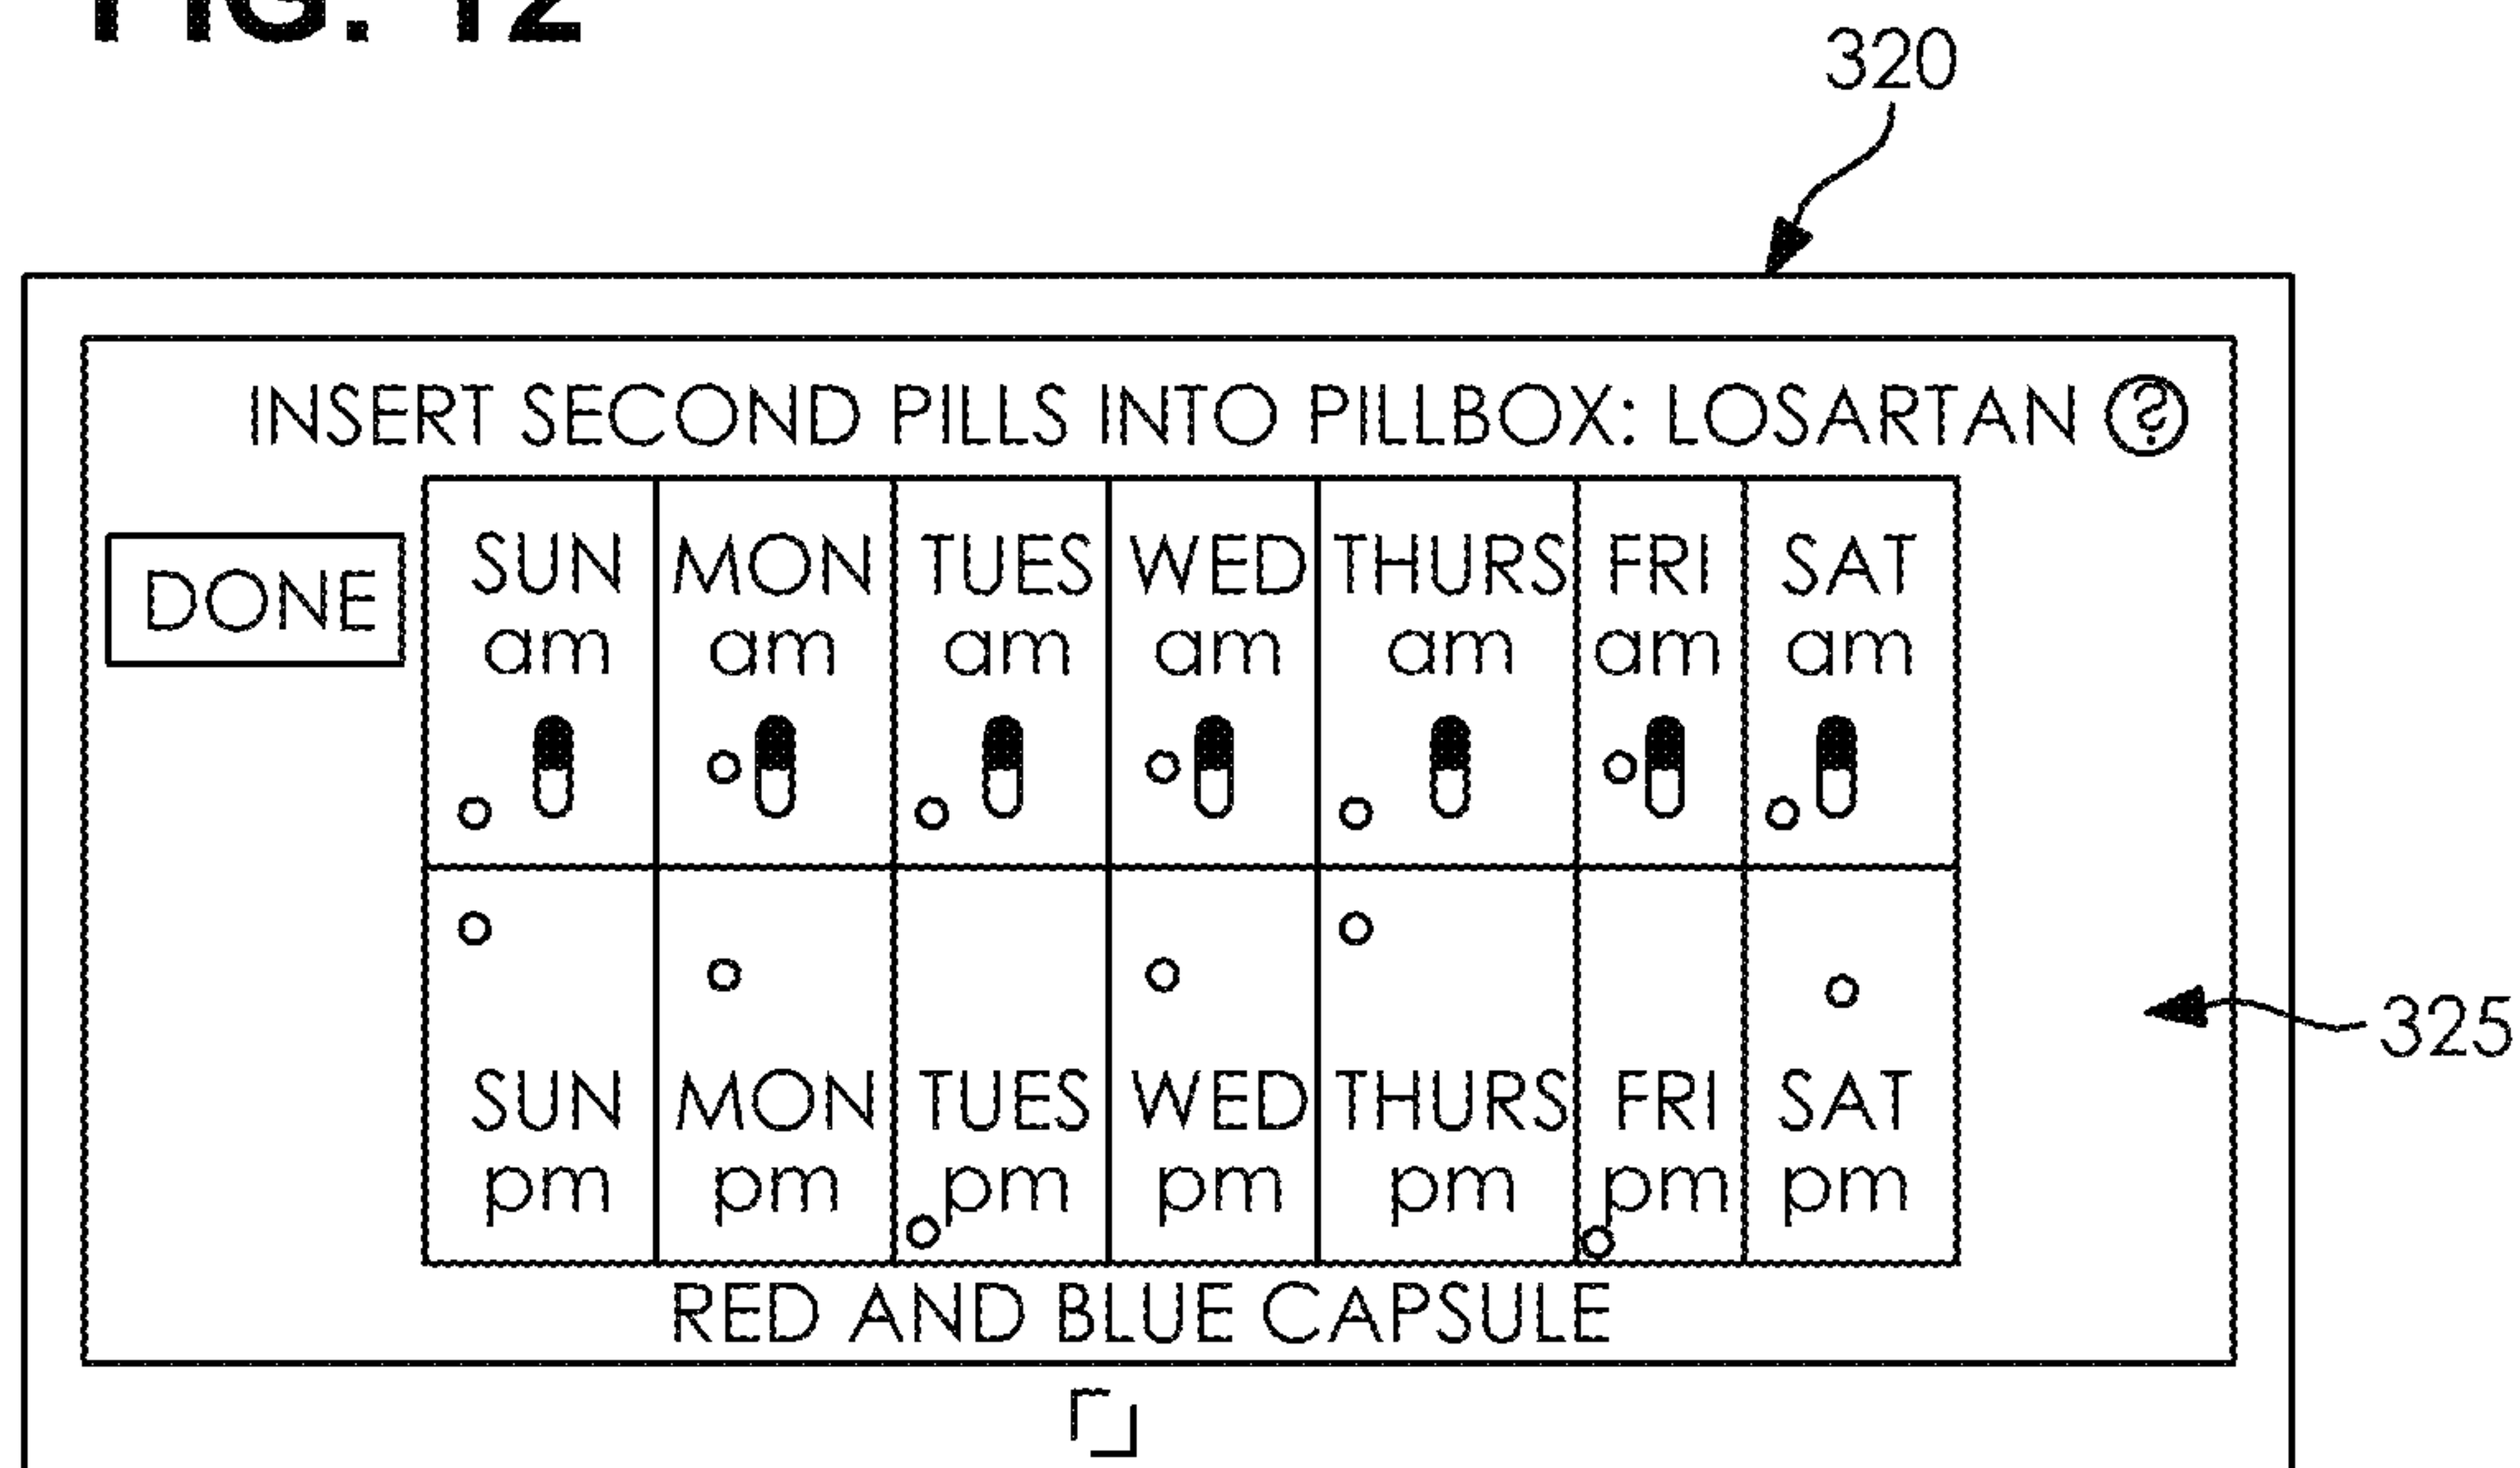 FIG. 12
320
INSERT SECOND PILLS INTO PILLBOX: LOSARTAN ?
DONE
SUN MON TUES WED THURS FRI SAT
am am am am am am am
325
SUN MON TUES WED THURS FRI SAT
pm pm pm pm pm pm pm
RED AND BLUE CAPSULE